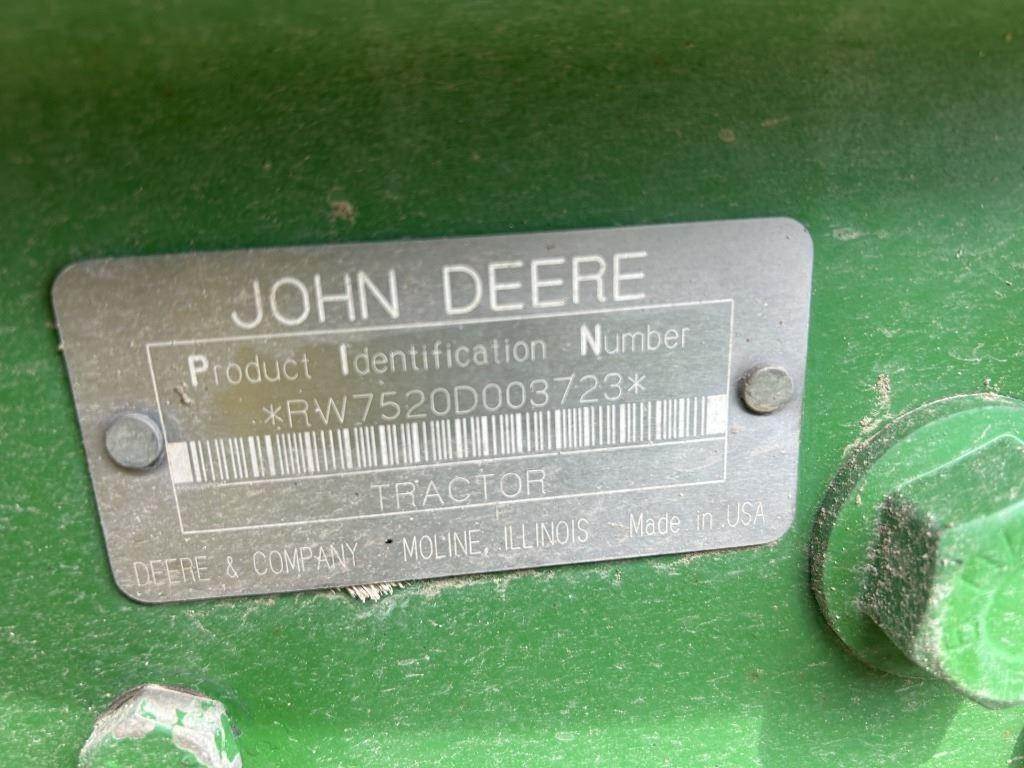 JOHN DEERE
Product Identification Number
*RW7520D003723*
TRACTOR
DEERE & COMPANY MOLINE, ILLINOIS Made in USA